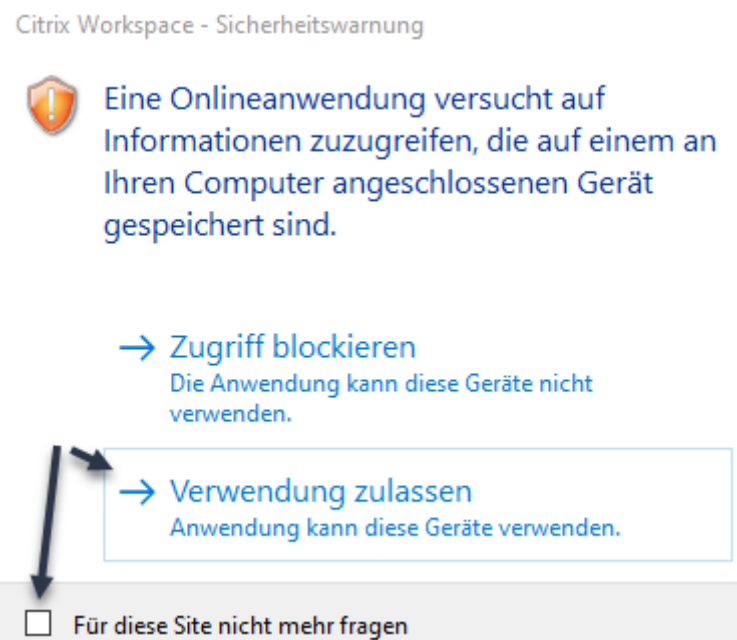 Citrix Workspace - Sicherheitswarnung
Eine Onlineanwendung versucht auf
Informationen zuzugreifen, die auf einem an
Ihren Computer angeschlossenen Gerät
gespeichert sind.
Zugriff blockieren
Die Anwendung kann diese Geräte nicht
verwenden.
Verwendung zulassen
Anwendung kann diese Geräte verwenden.
Für diese Site nicht mehr fragen